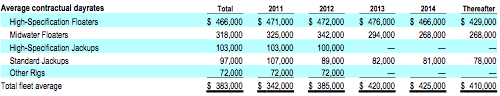 Average contractual dayrates Total 2011 2012 2013 2014 Thereafter
High-Specification Floaters $ 466,000 $ 471,000 $ 472,000 $ 476,000 $ 466,000 $ 429,000
Midwater Floaters 318,000 325,000 342,000 294,000 268,000 268,000
High-Specification Jackups 103,000 103,000 100,000 — — —
Standard Jackups 97,000 107,000 89,000 82,000 81,000 78,000
Other Rigs 72,000 72,000 72,000 — — —
Total fleet average $ 383,000 $ 342,000 $ 385,000 $ 420,000 $ 425,000 $ 410,000